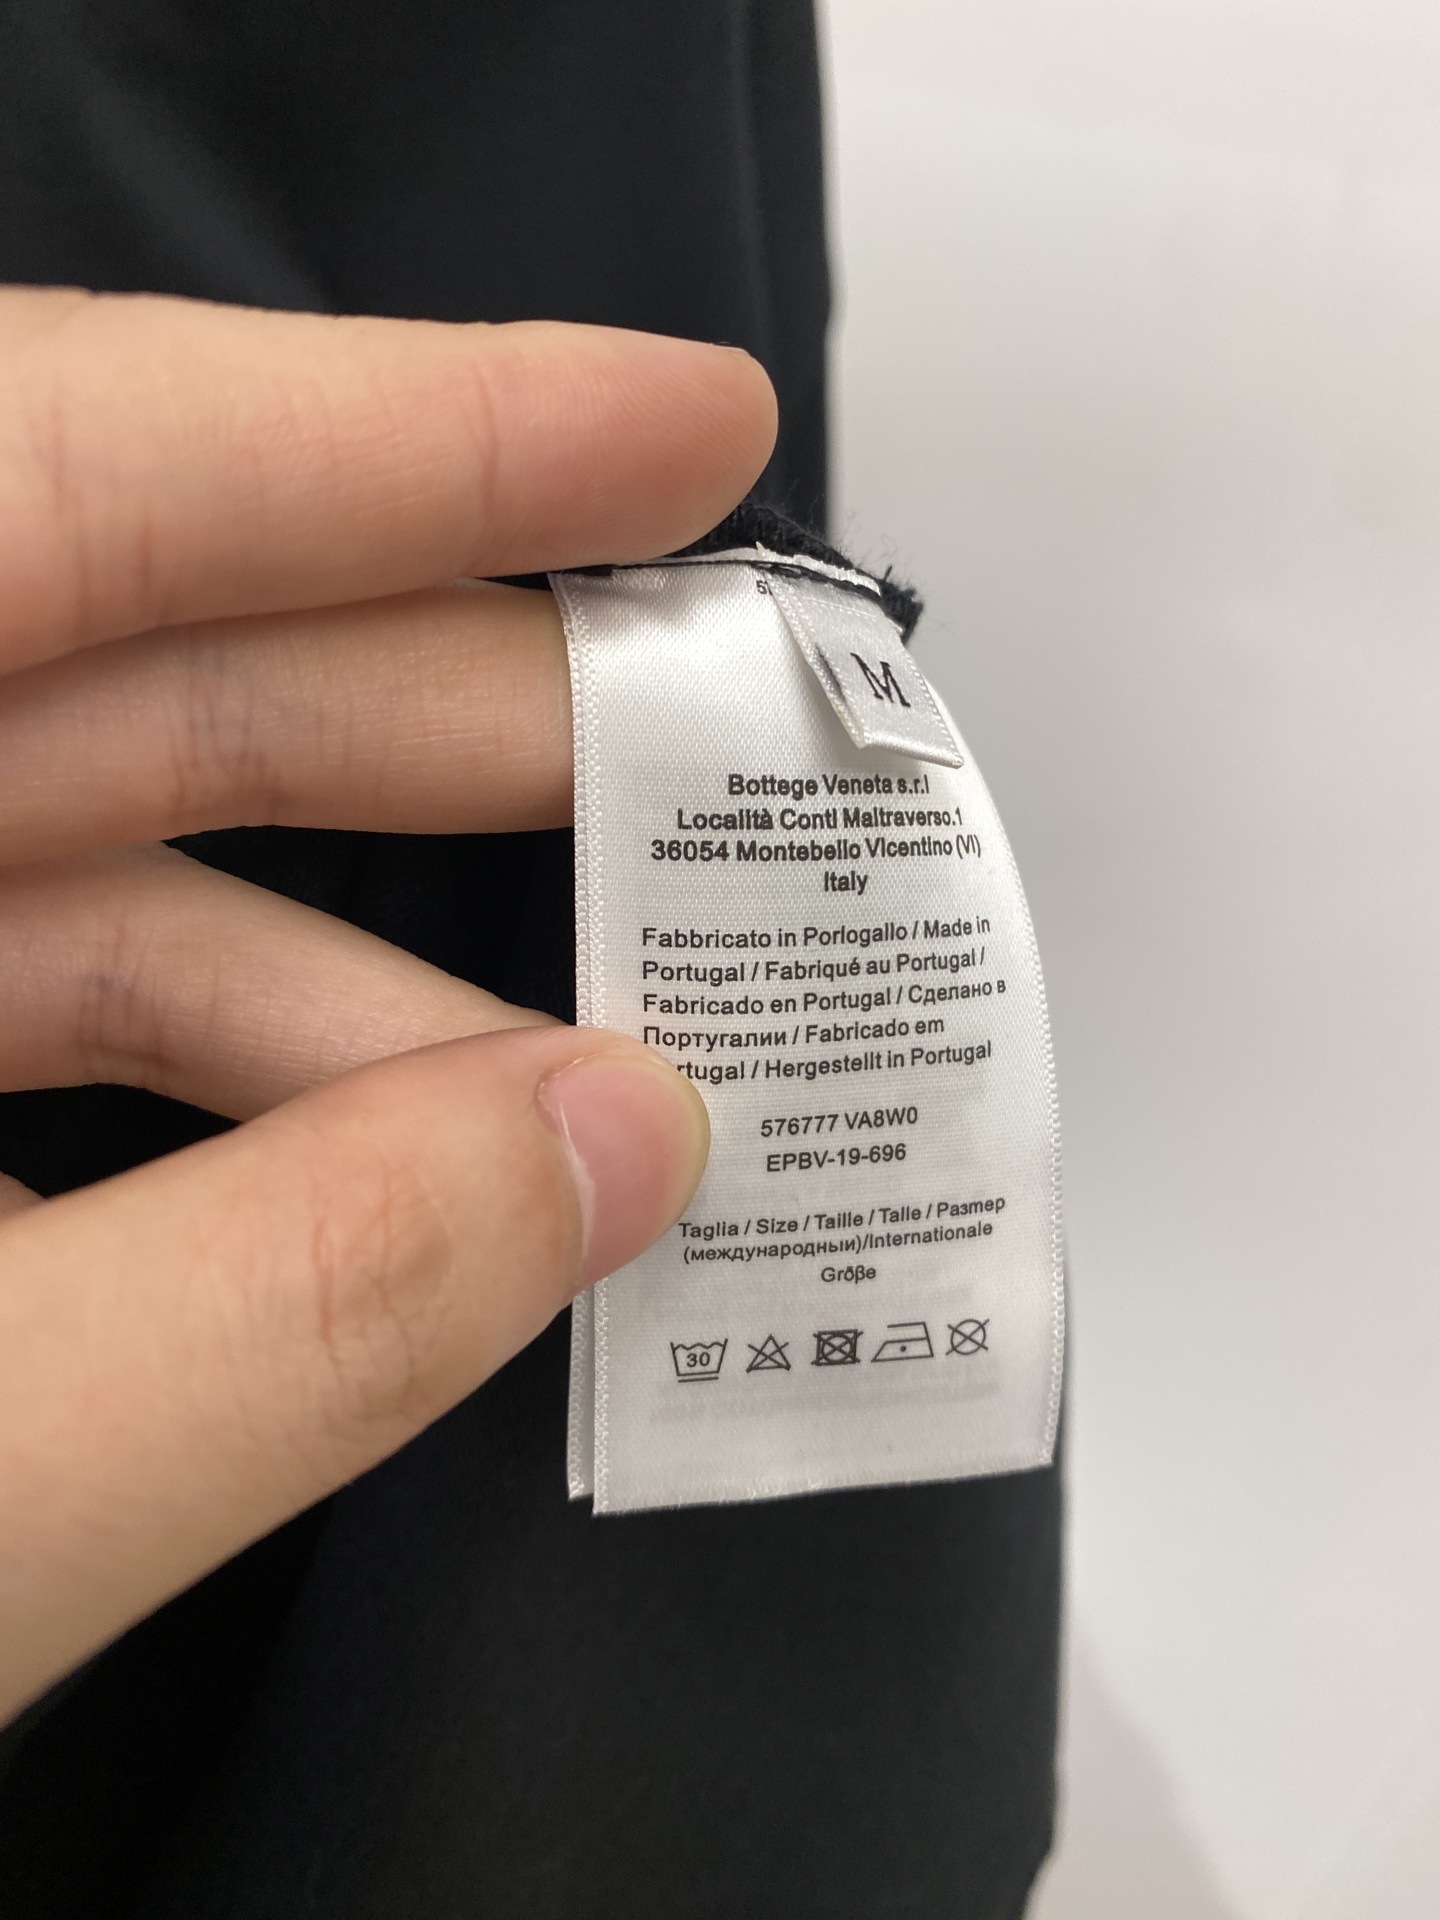 M
Bottege Veneta s.r.l
Località Conti Maltraverso.1
36054 Montebello Vicentino (VI)
Italy
Fabbricato in Porlogallo / Made in
Portugal / Fabriqué au Portugal /
Fabricado en Portugal / Сделано в
Португалии / Fabricado em
rtugal / Hergestellt in Portugal
576777 VA8W0
EPBV-19-696
Taglia / Size / Taille / Talle / Размер
(международный)/Internationale
Größe
30